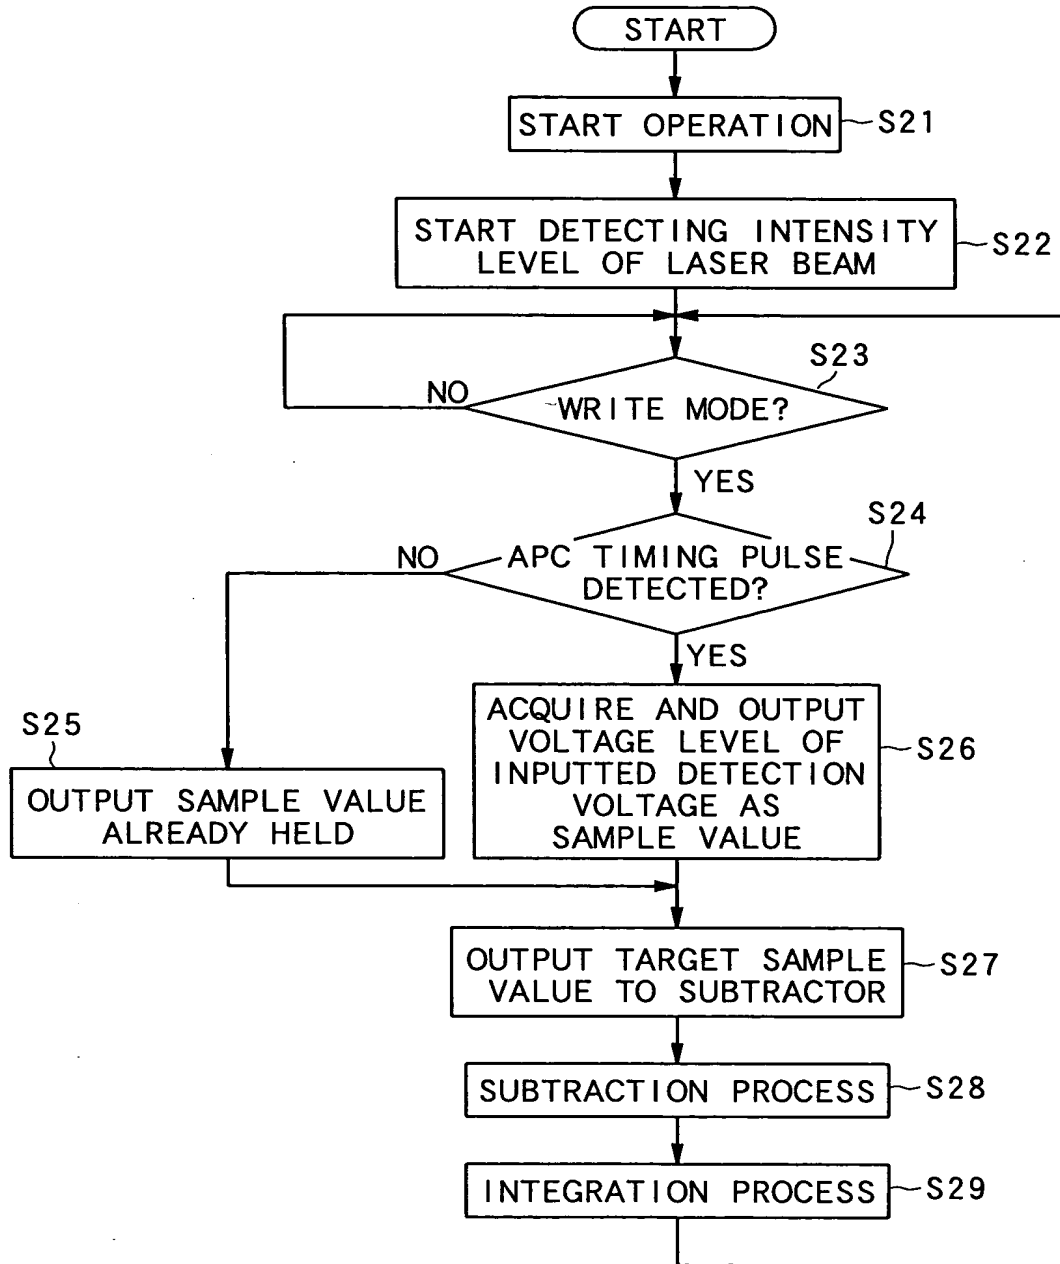 START
START OPERATION
S21
START DETECTING INTENSITY
LEVEL OF LASER BEAM
S22
S23
NO
WRITE MODE?
YES
S24
NO
APC TIMING PULSE
DETECTED?
YES
S25
OUTPUT SAMPLE VALUE
ALREADY HELD
ACQUIRE AND OUTPUT
VOLTAGE LEVEL OF
INPUTTED DETECTION
VOLTAGE AS
SAMPLE VALUE
S26
OUTPUT TARGET SAMPLE
VALUE TO SUBTRACTOR
S27
SUBTRACTION PROCESS
S28
INTEGRATION PROCESS
S29